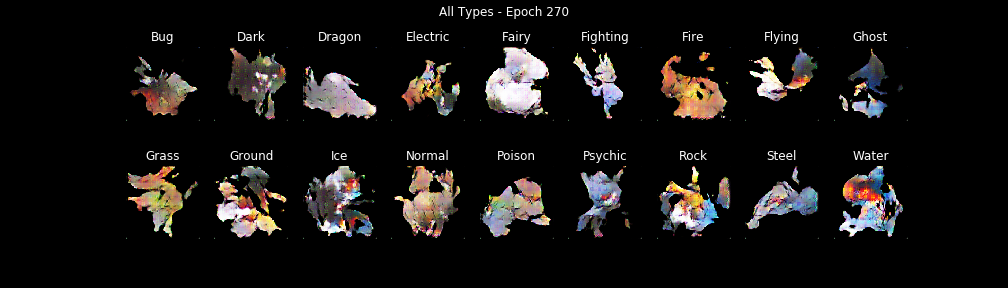 All Types - Epoch 270
Bug Dark Dragon Electric Fairy Fighting Fire Flying Ghost
Grass Ground Ice Normal Poison Psychic Rock Steel Water